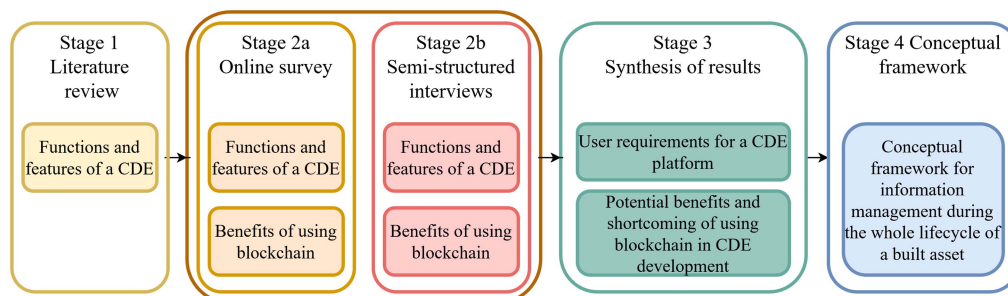 Stage 1
Literature
review
Functions and
features of a CDE
Stage 2a
Online survey
Functions and
features of a CDE
Benefits of using
blockchain
Stage 2b
Semi-structured
interviews
Functions and
features of a CDE
Benefits of using
blockchain
Stage 3
Synthesis of results
User requirements for a CDE
platform
Potential benefits and
shortcoming of using
blockchain in CDE
development
Stage 4 Conceptual
framework
Conceptual
framework for
information
management during
the whole lifecycle of
a built asset